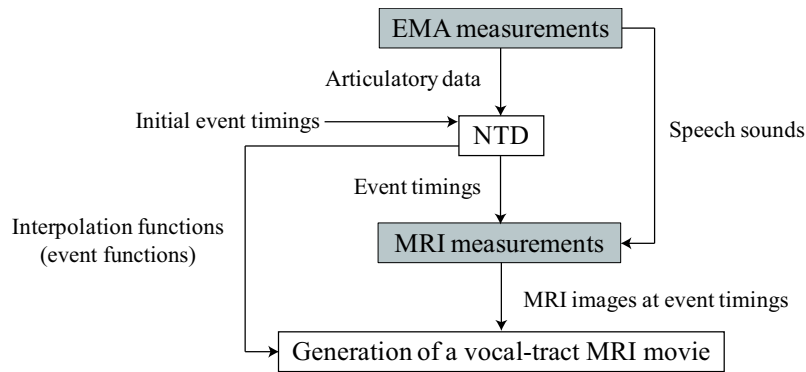 EMA measurements
Articulatory data
Initial event timings
NTD
Speech sounds
Event timings
Interpolation functions
(event functions)
MRI measurements
MRI images at event timings
Generation of a vocal-tract MRI movie